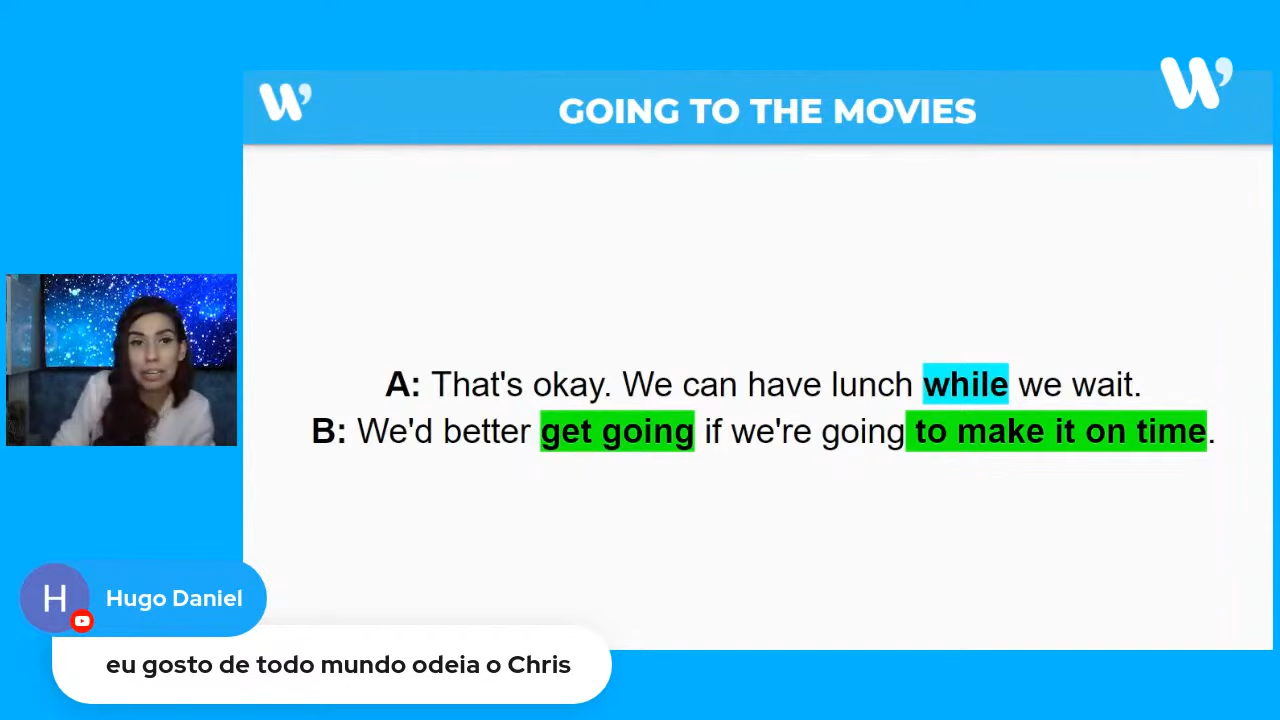 GOING TO THE MOVIES
A: That's okay. We can have lunch while we wait.
B: We'd better get going if we're going to make it on time.
H
Hugo Daniel
eu gosto de todo mundo odeia o Chris